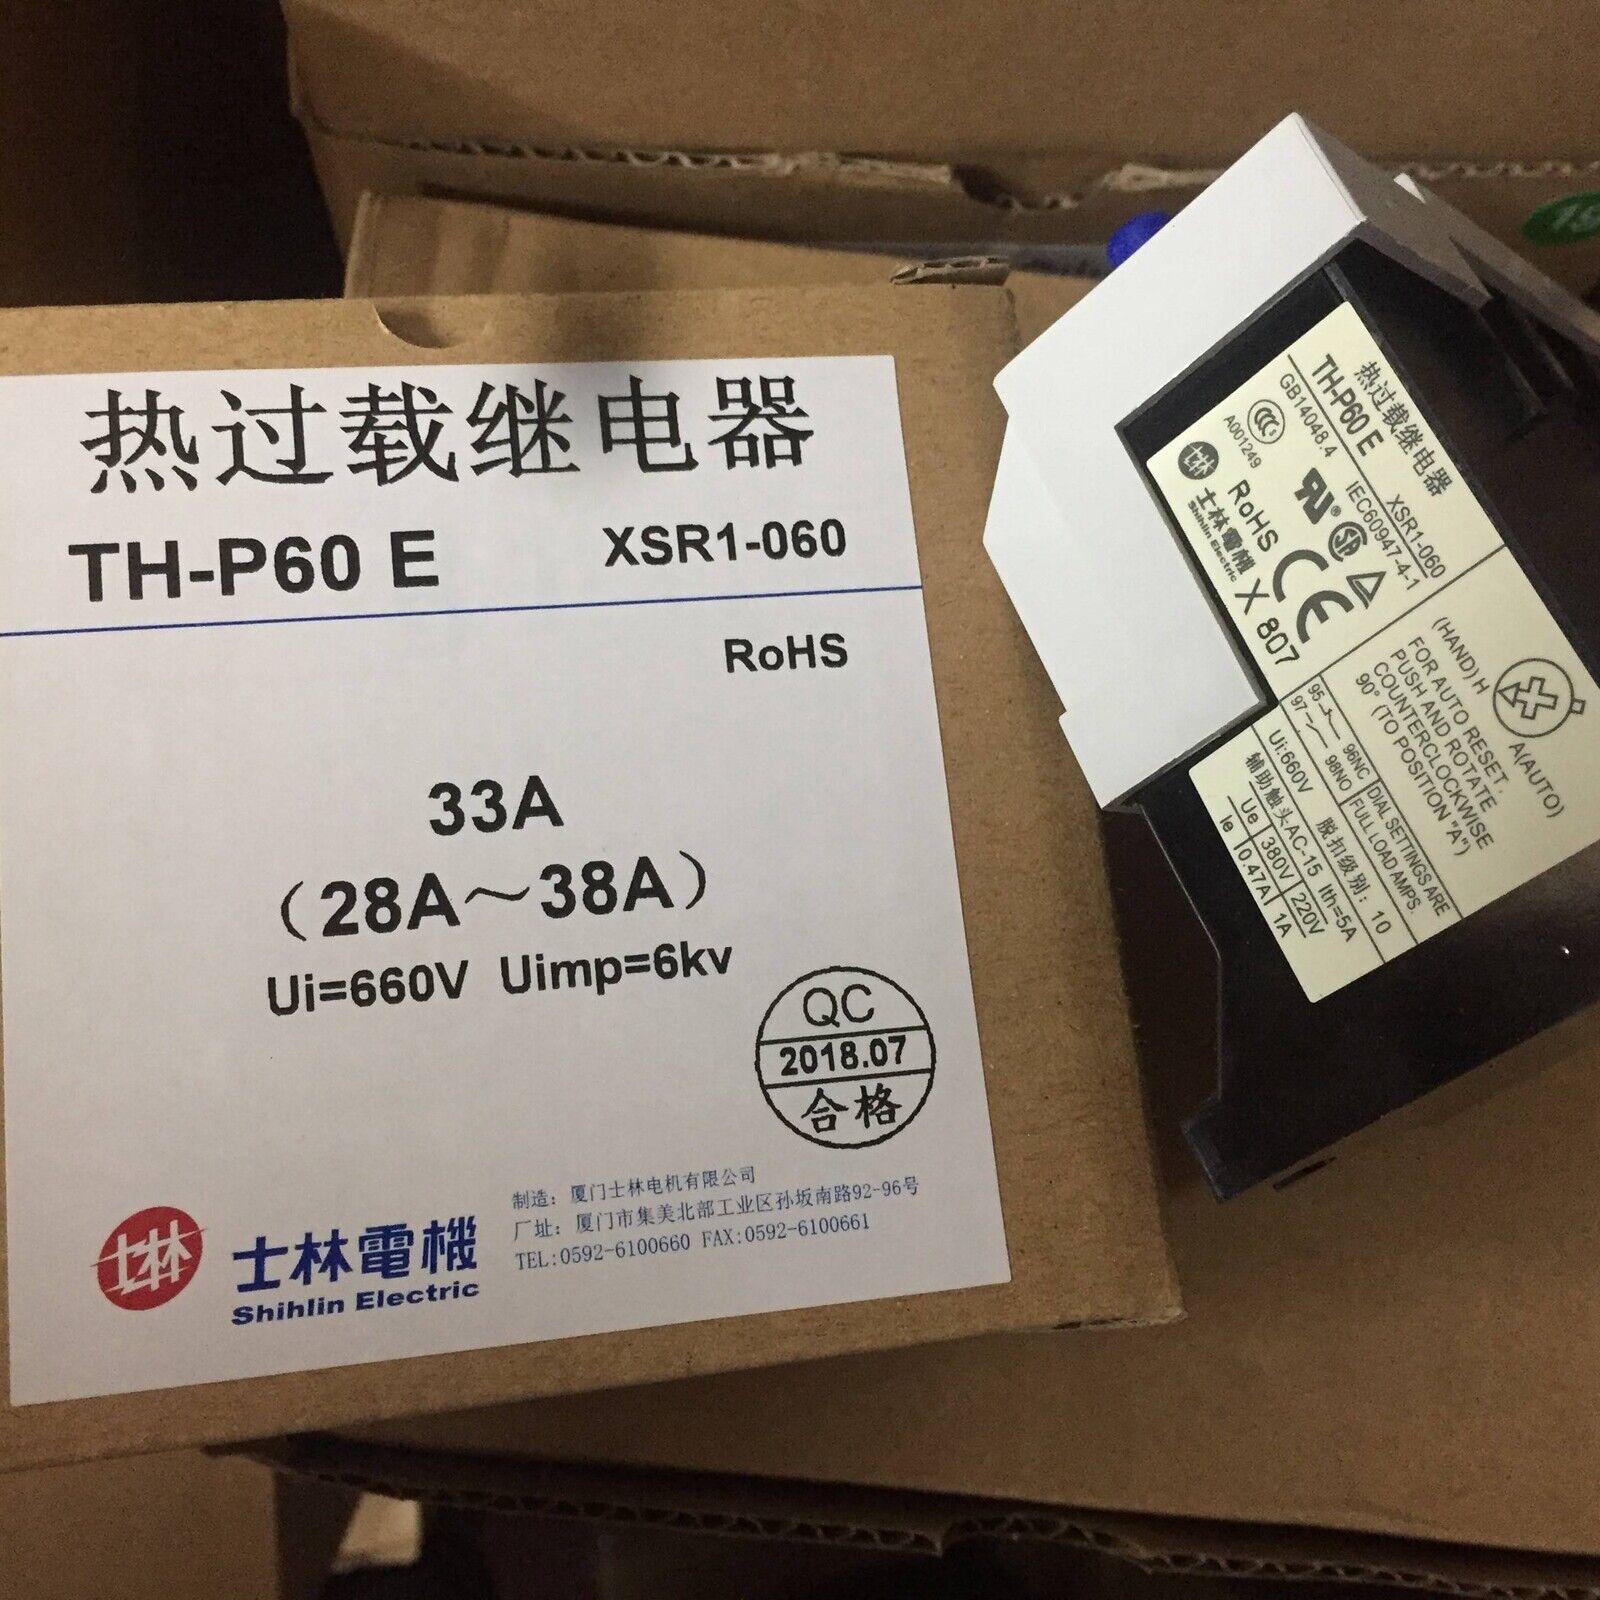 热过载继电器
TH-P60 E XSR1-060
RoHS
33A
（28A～38A）
Ui=660V Uimp=6kv
QC
2018.07
合格
士林
士林電機
Shihlin Electric
制造：厦门士林电机有限公司
厂址：厦门市集美北部工业区孙坂南路92-96号
TEL:0592-6100660 FAX:0592-6100661
热过载继电器
TH-P60 E XSR1-060
GB14048.4 IEC60947-4-1
CCC
A001249
RoHS
士林
士林電機
Shihlin Electric
X 807
CE
(HAND) H A(AUTO)
FOR AUTO RESET.
PUSH AND ROTATE
COUNTERCLOCKWISE
90° (TO POSITION "A")
95 96NC
97 98NO
DIAL SETTINGS ARE
FULL LOAD AMPS.
Ui:660V 脱扣级别：10
辅助触头AC-15 Ith=5A
Ue 380V 220V
Ie 0.47A 1A
15